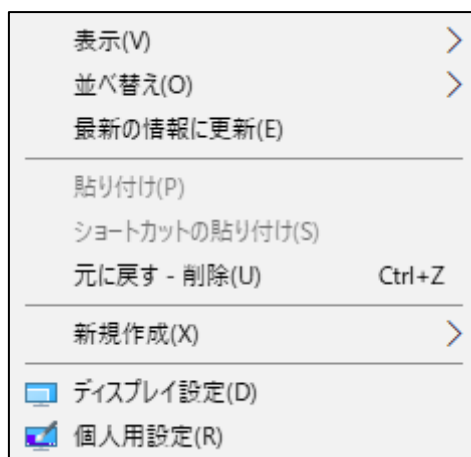 表示(V)
並べ替え(O)
最新の情報に更新(E)
貼り付け(P)
ショートカットの貼り付け(S)
元に戻す - 削除(U) Ctrl+Z
新規作成(X)
ディスプレイ設定(D)
個人用設定(R)